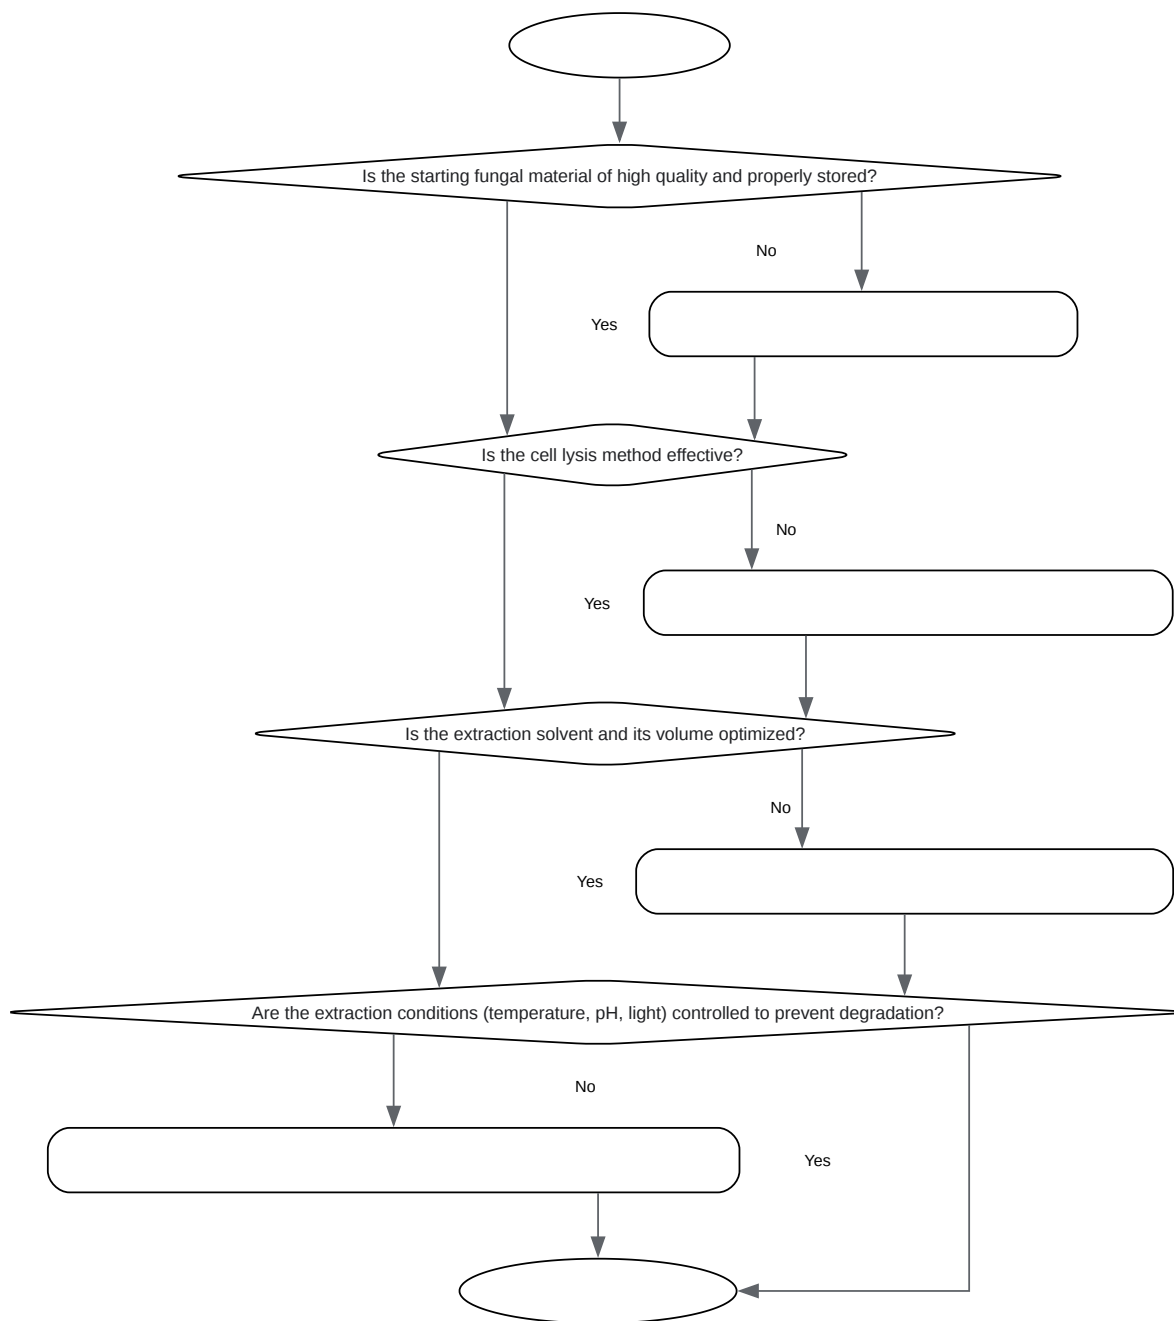 Is the starting fungal material of high quality and properly stored?
No
Yes
Is the cell lysis method effective?
No
Yes
Is the extraction solvent and its volume optimized?
No
Yes
Are the extraction conditions (temperature, pH, light) controlled to prevent degradation?
No
Yes